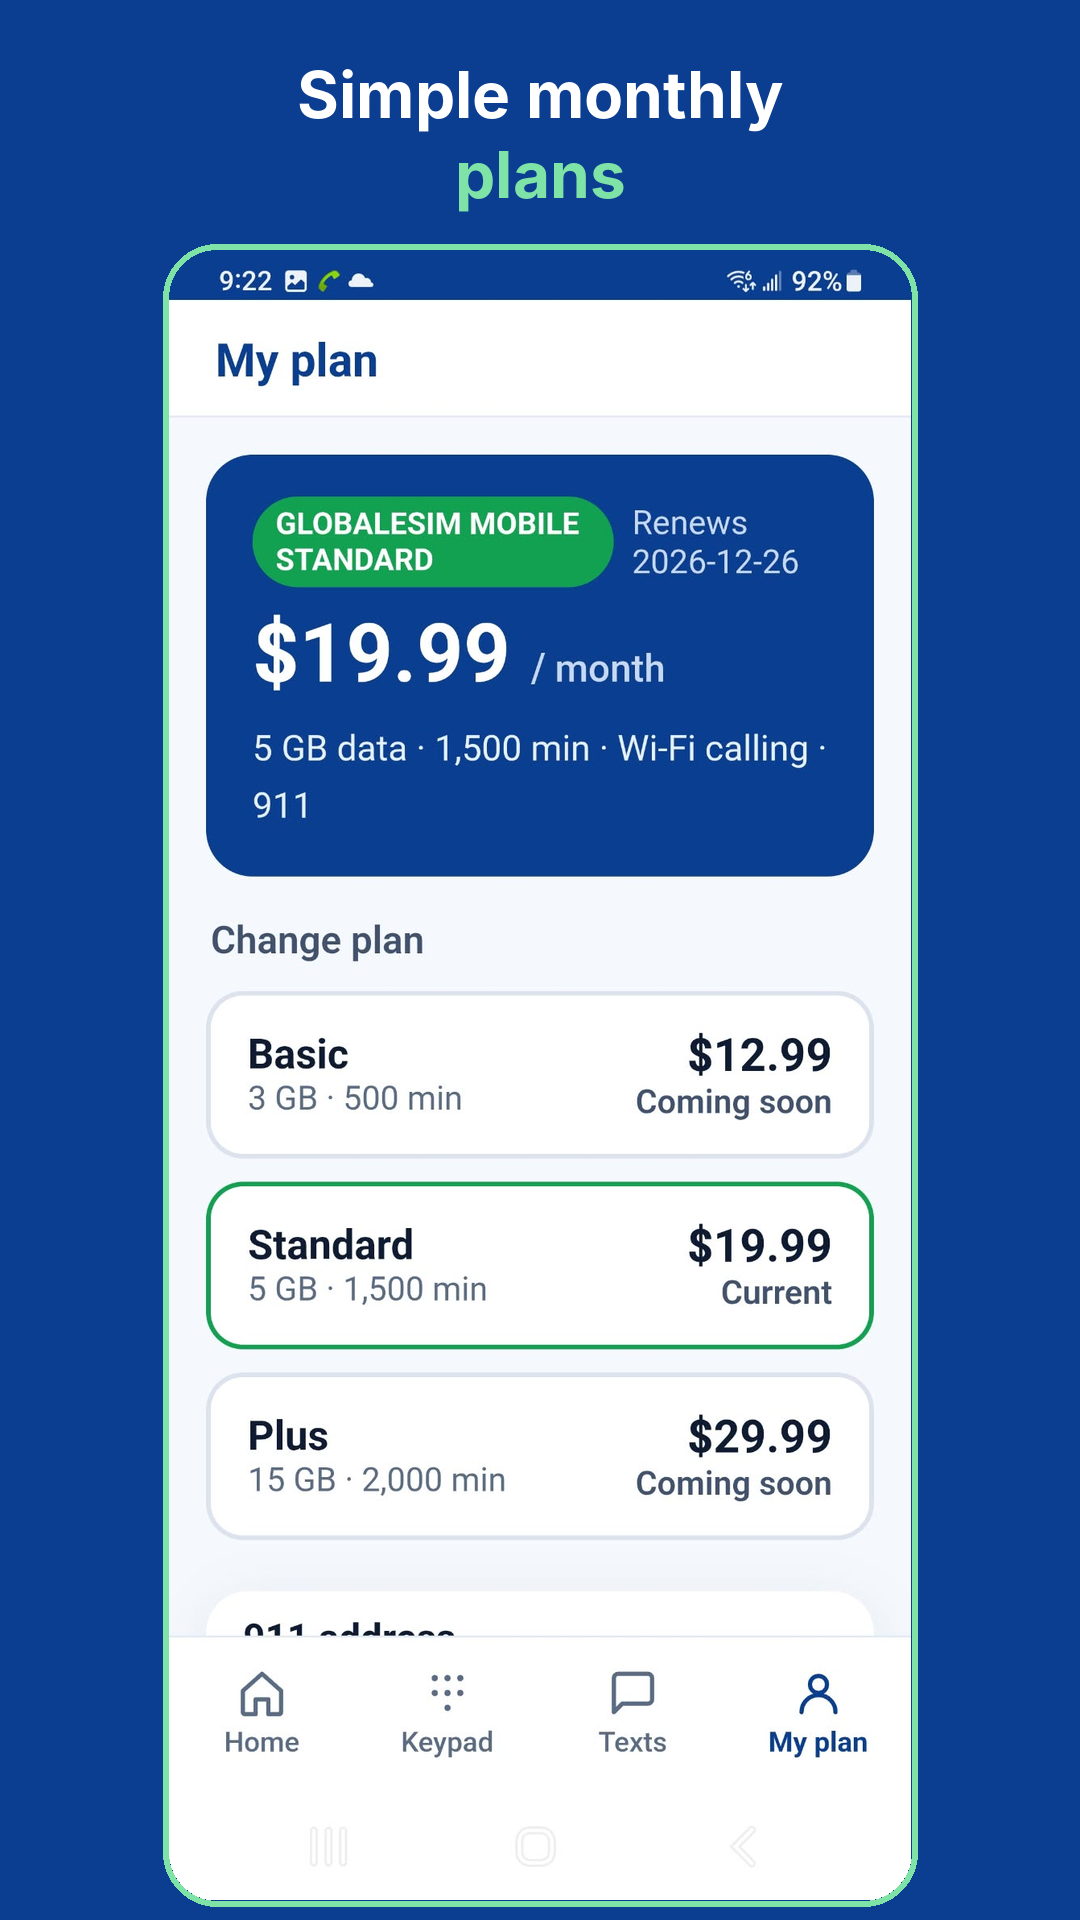 Simple monthly
plans
9:22
92%
My plan
GLOBALESIM MOBILE
STANDARD
Renews
2026-12-26
$19.99 / month
5 GB data · 1,500 min · Wi-Fi calling ·
911
Change plan
Basic
$12.99
3 GB · 500 min
Coming soon
Standard
$19.99
5 GB · 1,500 min
Current
Plus
$29.99
15 GB · 2,000 min
Coming soon
911 address
Home
Keypad
Texts
My plan